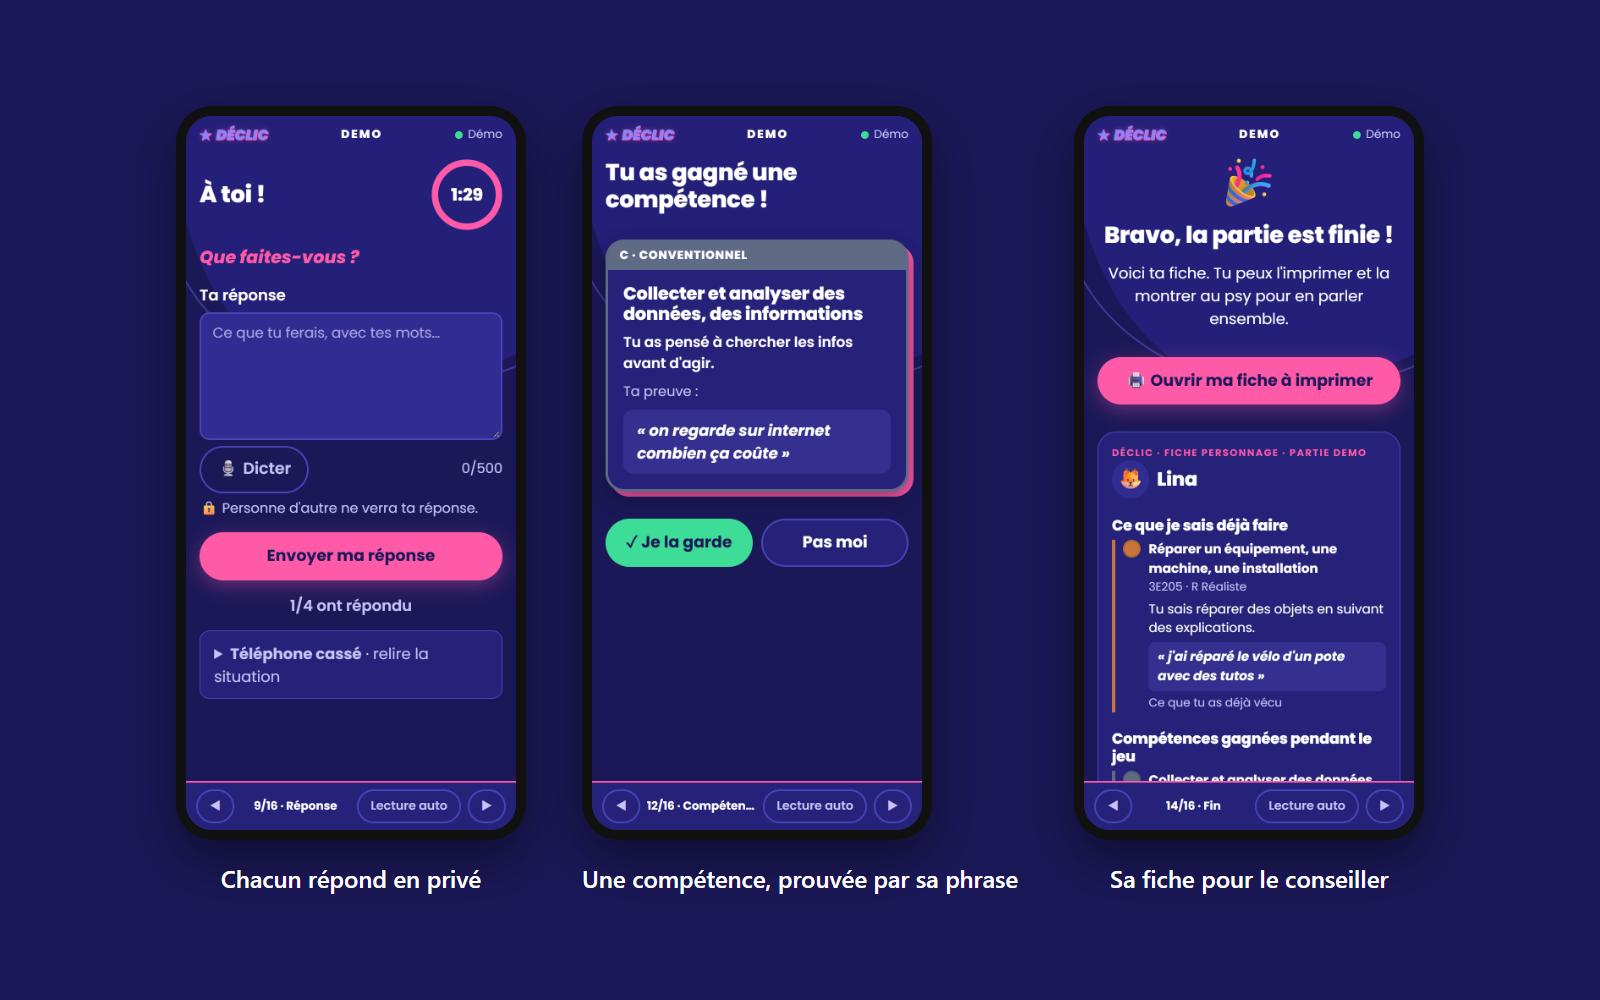 ★ DÉCLIC
DEMO
Démo
À toi !
1:29
Que faites-vous ?
Ta réponse
Ce que tu ferais, avec tes mots...
Dicter
0/500
Personne d'autre ne verra ta réponse.
Envoyer ma réponse
1/4 ont répondu
▶ Téléphone cassé · relire la
situation
◀
9/16 · Réponse
Lecture auto
▶
Chacun répond en privé
★ DÉCLIC
DEMO
Démo
Tu as gagné une
compétence !
C · CONVENTIONNEL
Collecter et analyser des
données, des informations
Tu as pensé à chercher les infos
avant d'agir.
Ta preuve :
« on regarde sur internet
combien ça coûte »
✓ Je la garde
Pas moi
◀
12/16 · Compéten...
Lecture auto
▶
Une compétence, prouvée par sa phrase
★ DÉCLIC
DEMO
Démo
Bravo, la partie est finie !
Voici ta fiche. Tu peux l'imprimer et la
montrer au psy pour en parler
ensemble.
Ouvrir ma fiche à imprimer
DÉCLIC · FICHE PERSONNAGE · PARTIE DEMO
Lina
Ce que je sais déjà faire
Réparer un équipement, une
machine, une installation
3E205 · R Réaliste
Tu sais réparer des objets en suivant
des explications.
« j'ai réparé le vélo d'un pote
avec des tutos »
Ce que tu as déjà vécu
Compétences gagnées pendant le
jeu
Collecter et analyser des données,
◀
14/16 · Fin
Lecture auto
▶
Sa fiche pour le conseiller